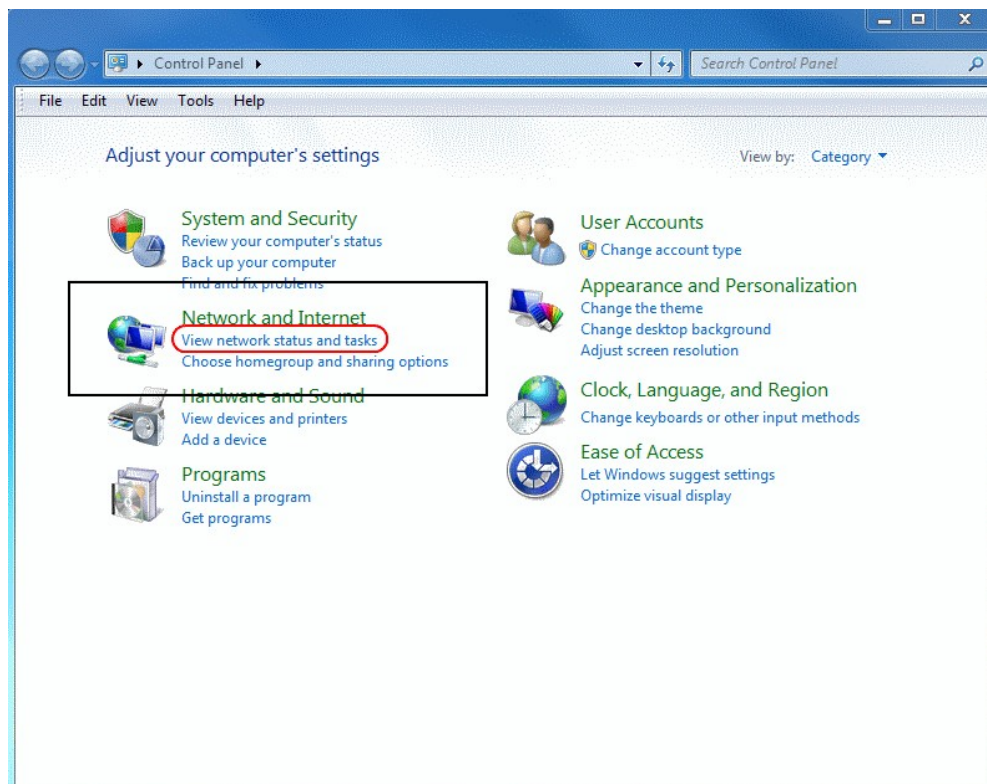 Control Panel
Search Control Panel
File Edit View Tools Help
Adjust your computer's settings
View by: Category
System and Security
Review your computer's status
Back up your computer
Find and fix problems
Network and Internet
View network status and tasks
Choose homegroup and sharing options
Hardware and Sound
View devices and printers
Add a device
Programs
Uninstall a program
Get programs
User Accounts
Change account type
Appearance and Personalization
Change the theme
Change desktop background
Adjust screen resolution
Clock, Language, and Region
Change keyboards or other input methods
Ease of Access
Let Windows suggest settings
Optimize visual display